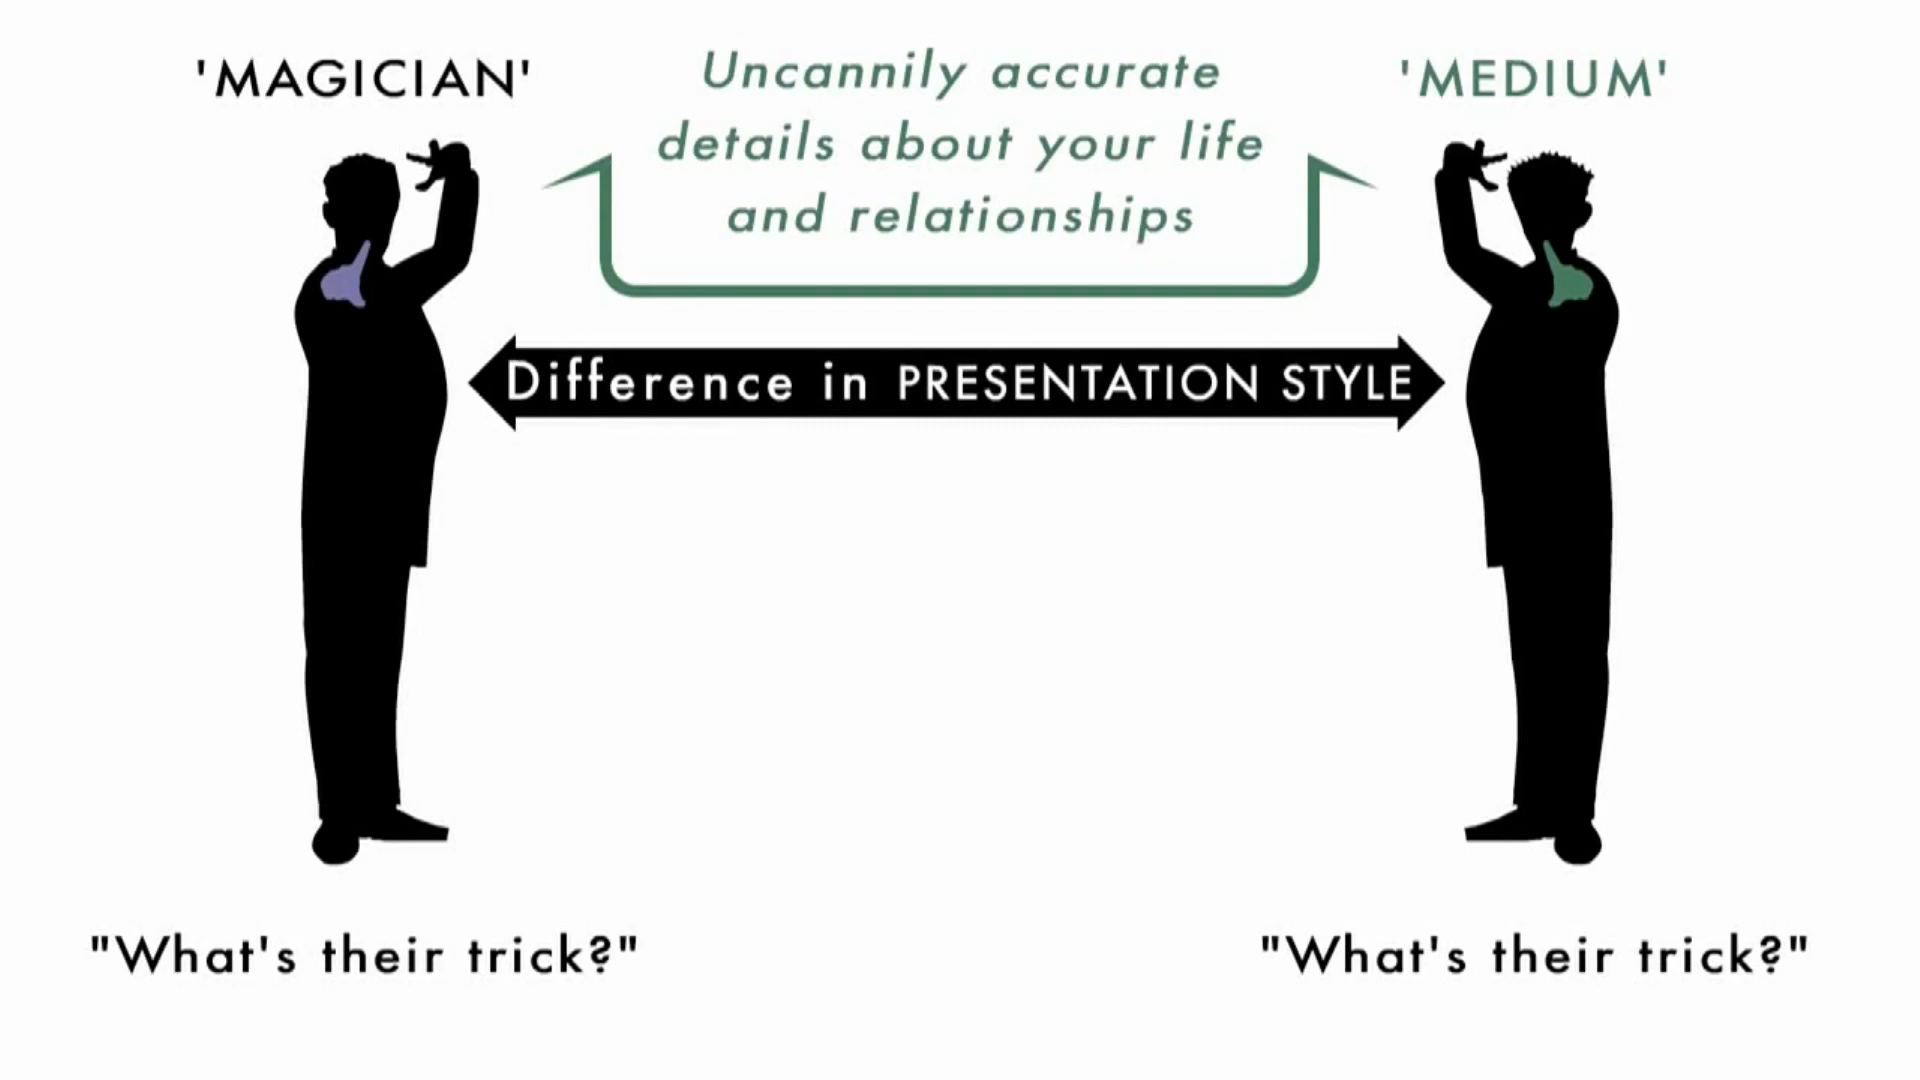 'MAGICIAN'
Uncannily accurate
details about your life
and relationships
'MEDIUM'
Difference in PRESENTATION STYLE
"What's their trick?"
"What's their trick?"